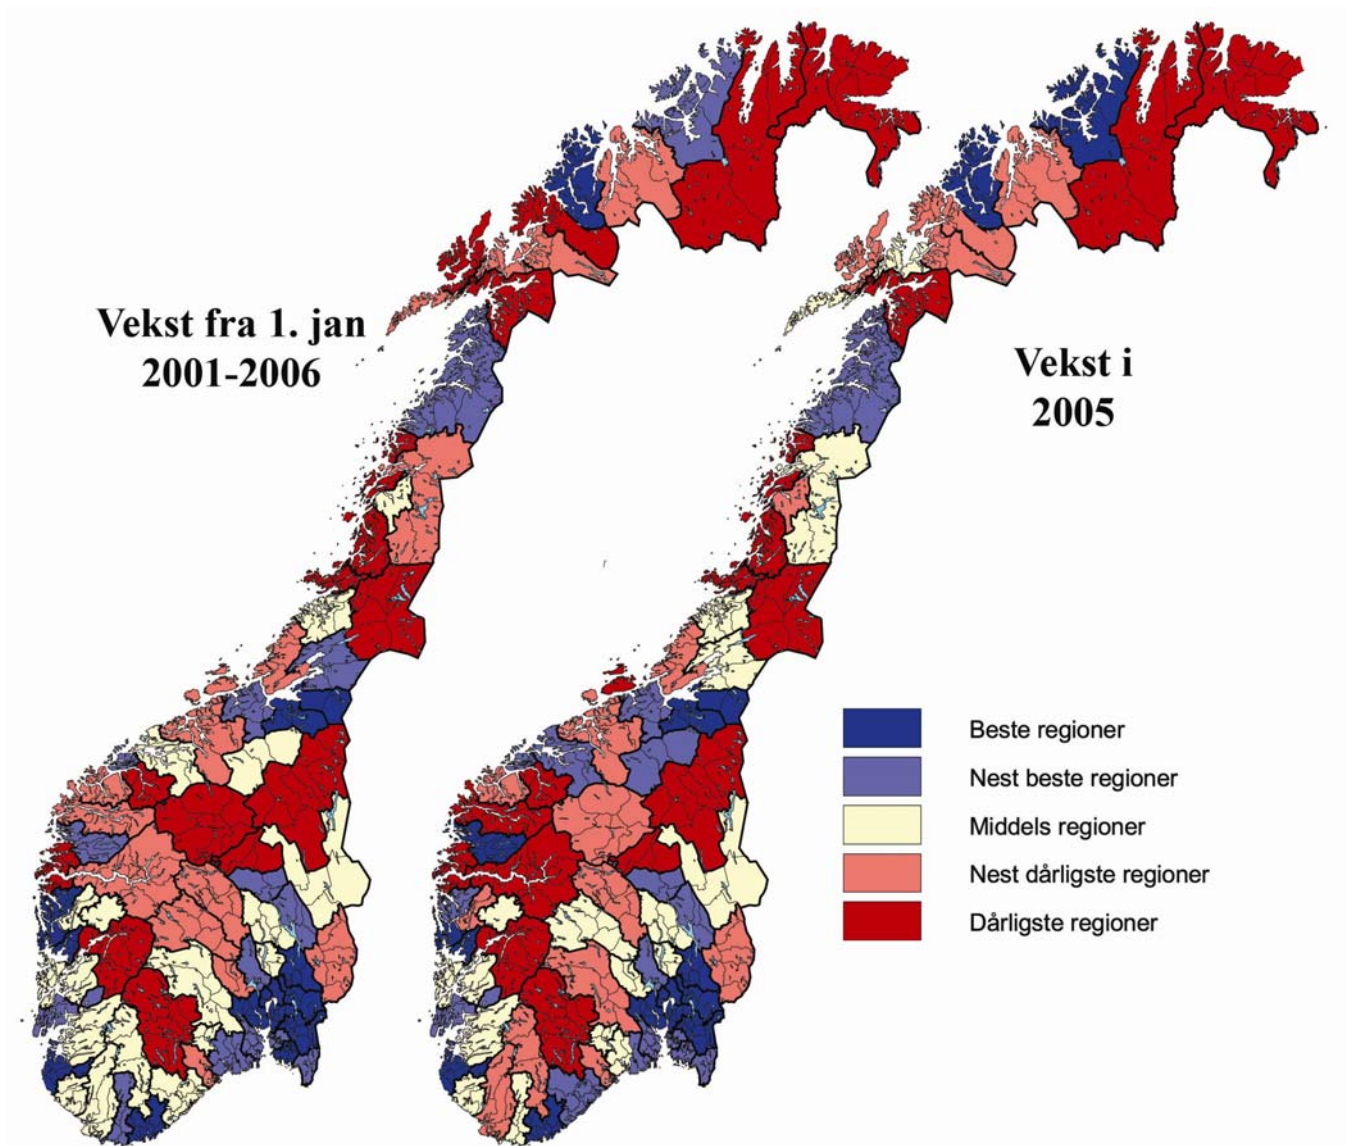 Vekst fra 1. jan
2001-2006
Vekst i
2005
Beste regioner
Nest beste regioner
Middels regioner
Nest dårligste regioner
Dårligste regioner